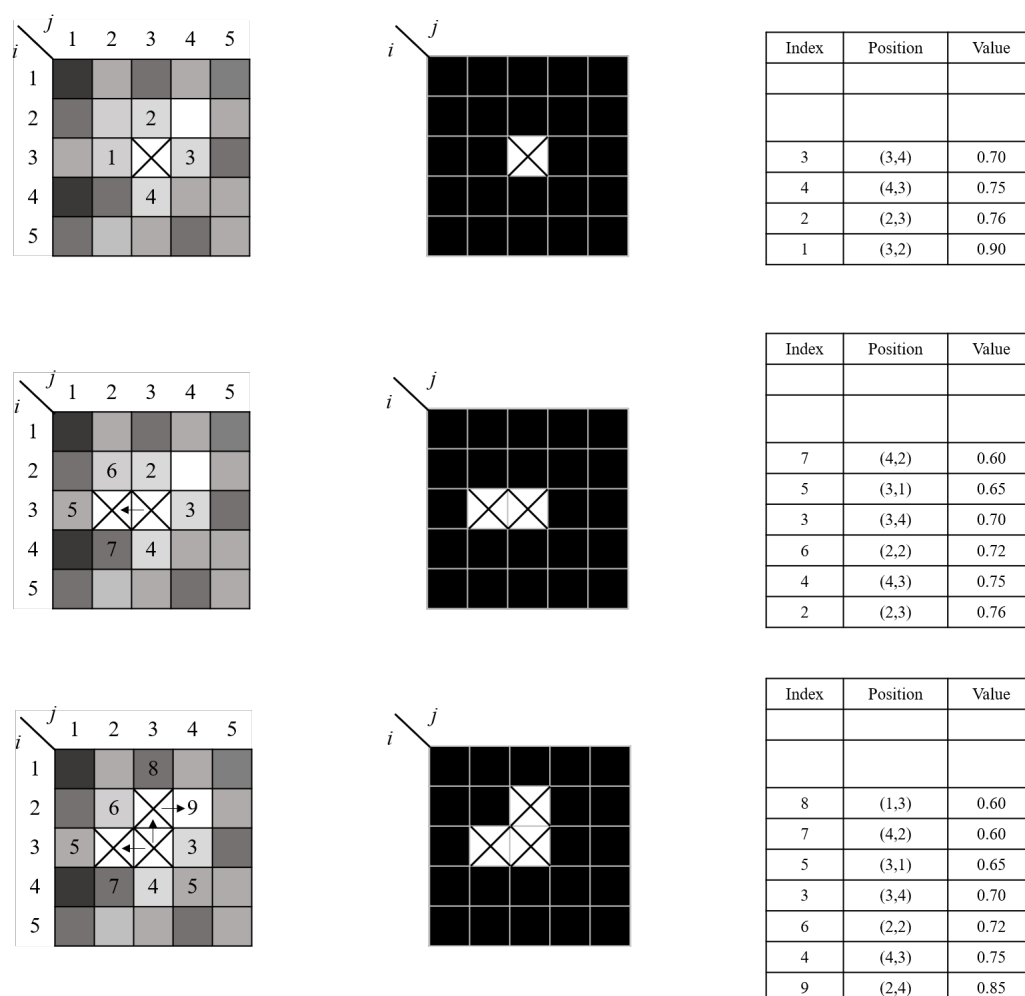 j
i
1 2 3 4 5
1
2 2
3 1 3
4 4
5
j
i
Index Position Value
3 (3,4) 0.70
4 (4,3) 0.75
2 (2,3) 0.76
1 (3,2) 0.90
j
i
1 2 3 4 5
1
2 6 2
3 5 3
4 7 4
5
j
i
Index Position Value
7 (4,2) 0.60
5 (3,1) 0.65
3 (3,4) 0.70
6 (2,2) 0.72
4 (4,3) 0.75
2 (2,3) 0.76
j
i
1 2 3 4 5
1 8
2 6 9
3 5 3
4 7 4 5
5
j
i
Index Position Value
8 (1,3) 0.60
7 (4,2) 0.60
5 (3,1) 0.65
3 (3,4) 0.70
6 (2,2) 0.72
4 (4,3) 0.75
9 (2,4) 0.85